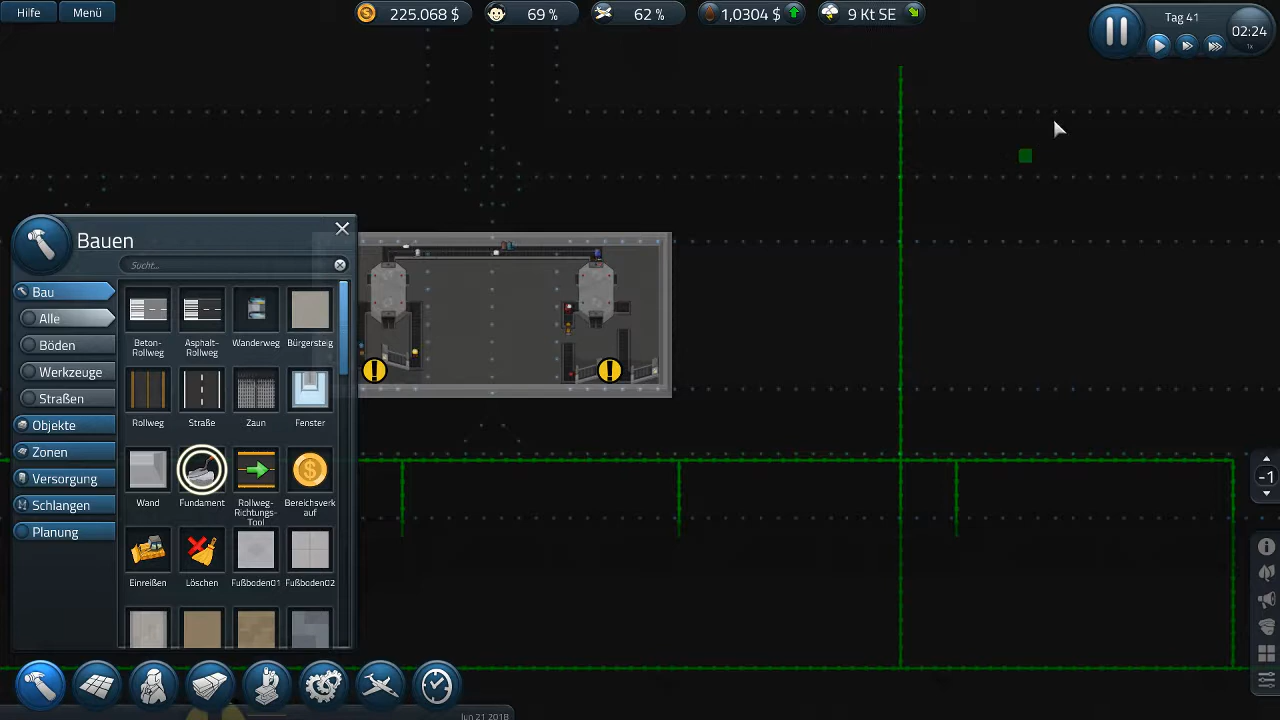 Hilfe
Menü
225.068 $
69 %
62 %
1,0304 $
9 Kt SE
Tag 41
02:24
1x
Bauen
Sucht...
Bau
Alle
Böden
Werkzeuge
Straßen
Objekte
Zonen
Versorgung
Schlangen
Planung
Beton-
Rollweg
Asphalt-
Rollweg
Wanderweg
Bürgersteig
Rollweg
Straße
Zaun
Fenster
Wand
Fundament
Rollweg-
Richtungs-
Tool
Bereichsverk
auf
Einreißen
Löschen
Fußboden01
Fußboden02
-1
Jun 21 2018